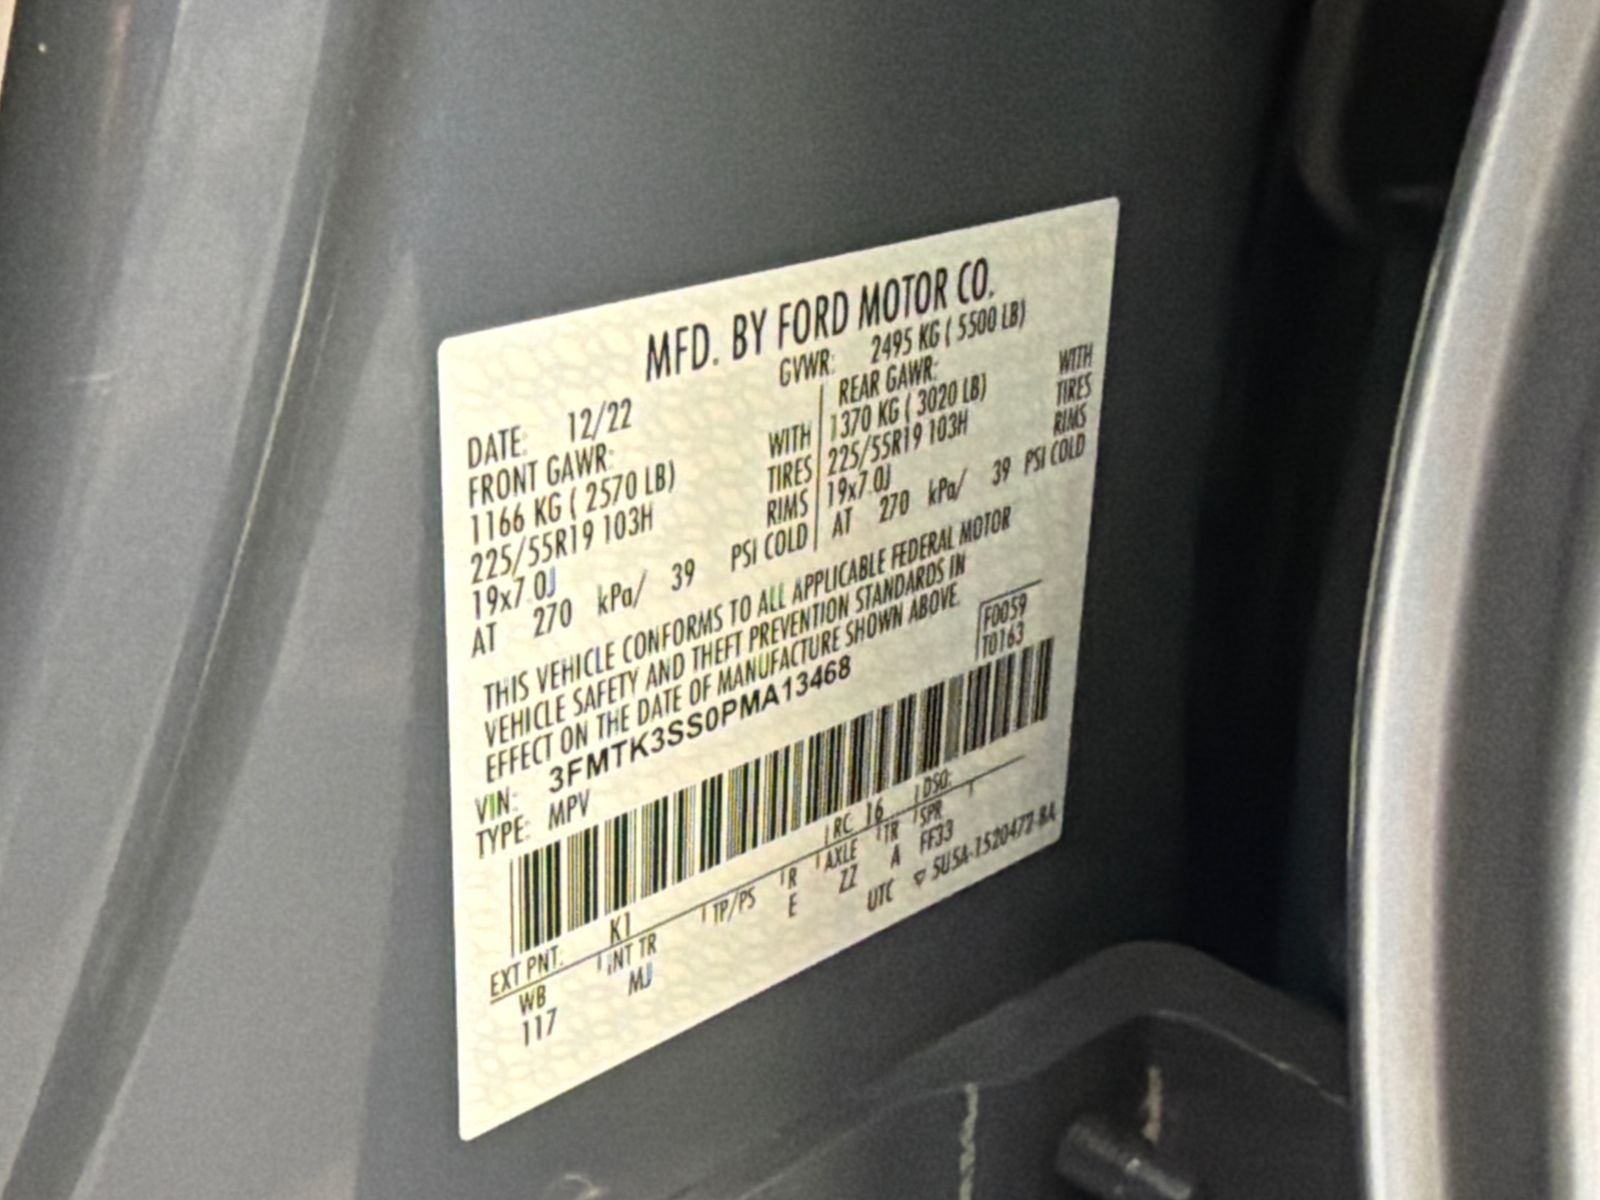 MFD. BY FORD MOTOR CO.
DATE: 12/22 GVWR: 2495 KG ( 5500 LB)
FRONT GAWR: REAR GAWR:
1166 KG ( 2570 LB) WITH 1370 KG ( 3020 LB) WITH
225/55R19 103H TIRES 225/55R19 103H TIRES
19x7.0J RIMS 19x7.0J RIMS
AT 270 kPa/ 39 PSI COLD AT 270 kPa/ 39 PSI COLD
THIS VEHICLE CONFORMS TO ALL APPLICABLE FEDERAL MOTOR
VEHICLE SAFETY AND THEFT PREVENTION STANDARDS IN
EFFECT ON THE DATE OF MANUFACTURE SHOWN ABOVE.
F0059
T0163
VIN: 3FMTK3SS0PMA13468
TYPE: MPV
EXT PNT: K1 RC: 16 DSO:
WB INT TR TP/PS R AXLE TR SPR
117 MJ E ZZ A FF33
UTC ▽ 5U5A-1520472-BA